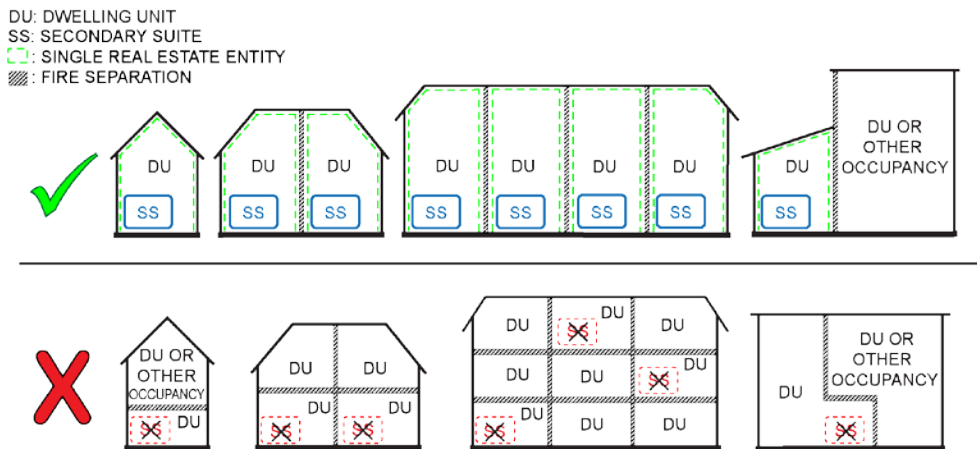 DU: DWELLING UNIT
SS: SECONDARY SUITE
: SINGLE REAL ESTATE ENTITY
: FIRE SEPARATION
DU
SS
DU
DU
SS
SS
DU
DU
DU
DU
SS
SS
SS
SS
DU
SS
DU OR
OTHER
OCCUPANCY
DU OR
OTHER
OCCUPANCY
DU
SS
DU
DU
DU
DU
SS
SS
DU
DU
DU
SS
DU
DU
DU
SS
DU
DU
DU
SS
DU
DU OR
OTHER
OCCUPANCY
SS